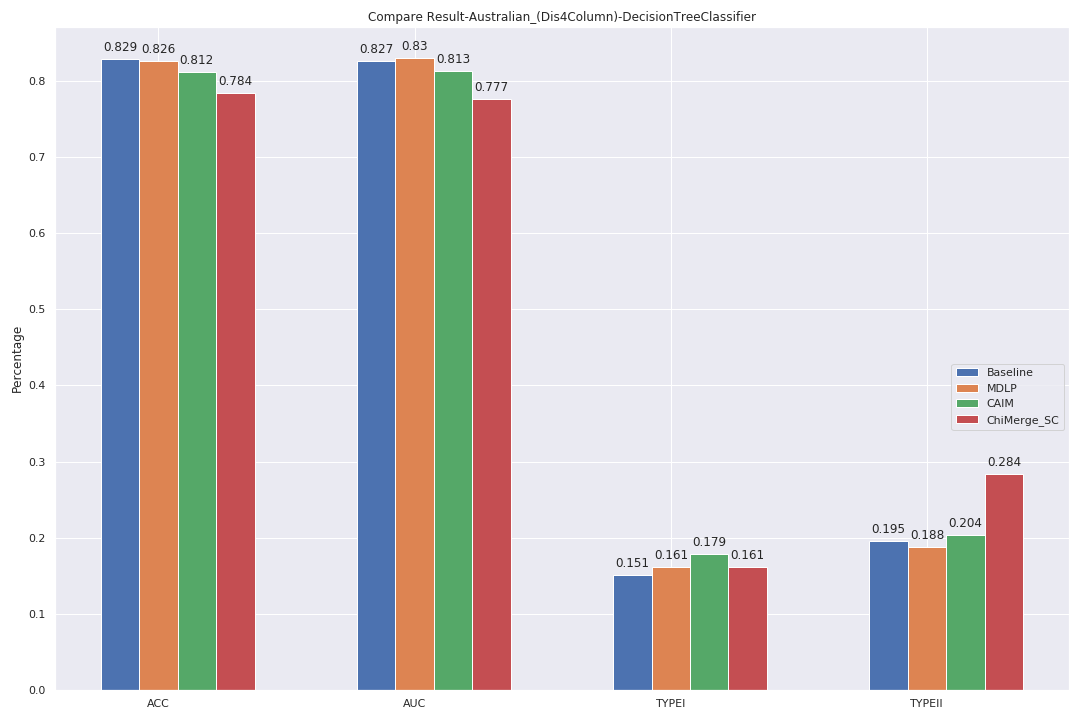 Compare Result-Australian_(Dis4Column)-DecisionTreeClassifier
Percentage
0.8
0.7
0.6
0.5
0.4
0.3
0.2
0.1
0.0
0.829 0.826 0.812 0.784
0.827 0.83 0.813 0.777
0.151 0.161 0.179 0.161
0.195 0.188 0.204 0.284
Baseline
MDLP
CAIM
ChiMerge_SC
ACC AUC TYPEI TYPEII